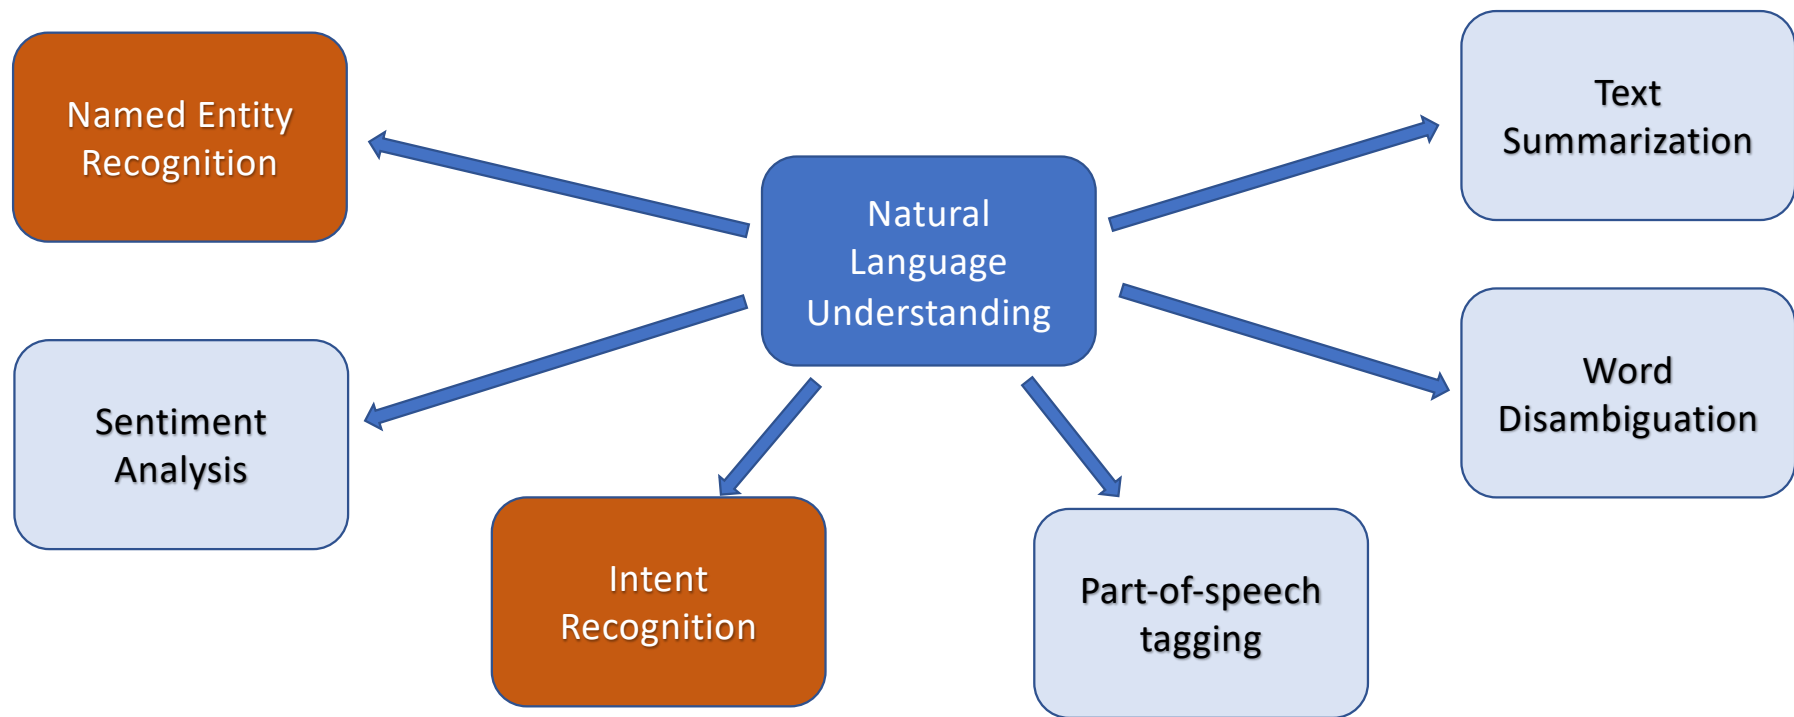 Named Entity
Recognition
Natural
Language
Understanding
Text
Summarization
Sentiment
Analysis
Word
Disambiguation
Intent
Recognition
Part-of-speech
tagging